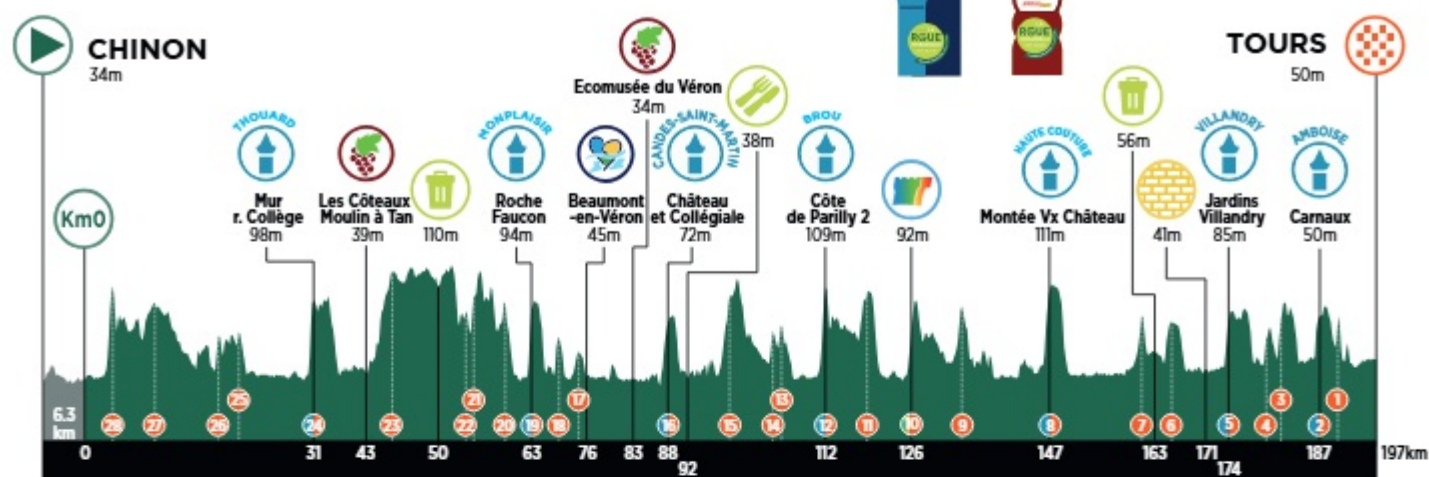 CHINON
34m
TOURS
50m
RGUE
RGUE
Ecomusée du Véron
34m
38m
56m
THOUARD
Mur
r. Collège
98m
Les Côteaux
Moulin à Tan
39m
110m
MONPLAISIR
Roche
Faucon
94m
Beaumont
-en-Véron
45m
CANDES-SAINT-MARTIN
Château
et Collégiale
72m
BROU
Côte
de Parilly 2
109m
92m
HAUTE COUTURE
Montée Vx Château
111m
41m
VILLANDRY
Jardins
Villandry
85m
AMBOISE
Carnaux
50m
Km0
25 21 17 13 3 1
28 27 26 24 23 22 20 19 18 16 15 14 12 11 10 9 8 7 6 5 4 2
6.3
km
0 31 43 50 63 76 83 88 112 126 147 163 171 187 197km
92 174